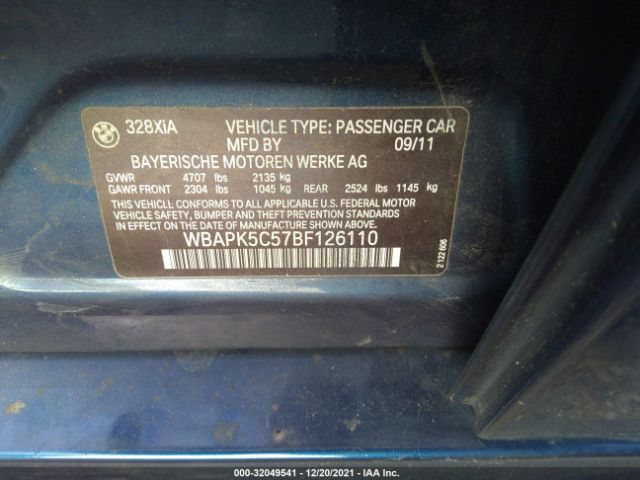 BMW
328XiA VEHICLE TYPE: PASSENGER CAR
MFD BY 09/11
BAYERISCHE MOTOREN WERKE AG
GVWR 4707 lbs 2135 kg
GAWR FRONT 2304 lbs 1045 kg REAR 2524 lbs 1145 kg
THIS VEHICLE CONFORMS TO ALL APPLICABLE U.S. FEDERAL MOTOR
VEHICLE SAFETY, BUMPER AND THEFT PREVENTION STANDARDS
IN EFFECT ON THE DATE OF MANUFACTURE SHOWN ABOVE.
WBAPK5C57BF126110
2 122 606
000-32049541 - 12/20/2021 - IAA Inc.